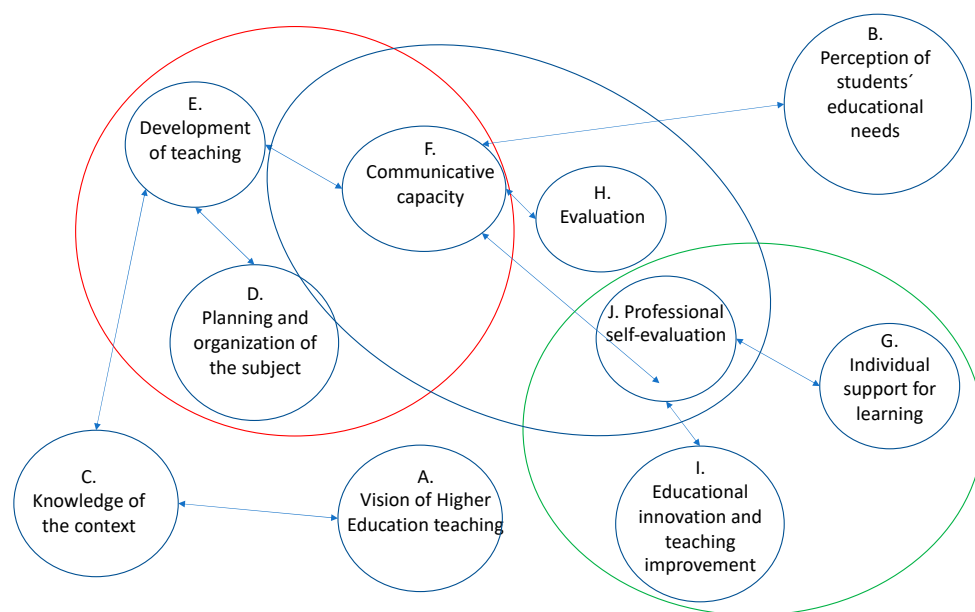 B.
Perception of
students´
educational
needs
E.
Development
of teaching
F.
Communicative
capacity
H.
Evaluation
D.
Planning and
organization of
the subject
J. Professional
self-evaluation
G.
Individual
support for
learning
C.
Knowledge of
the context
A.
Vision of Higher
Education teaching
I.
Educational
innovation and
teaching
improvement